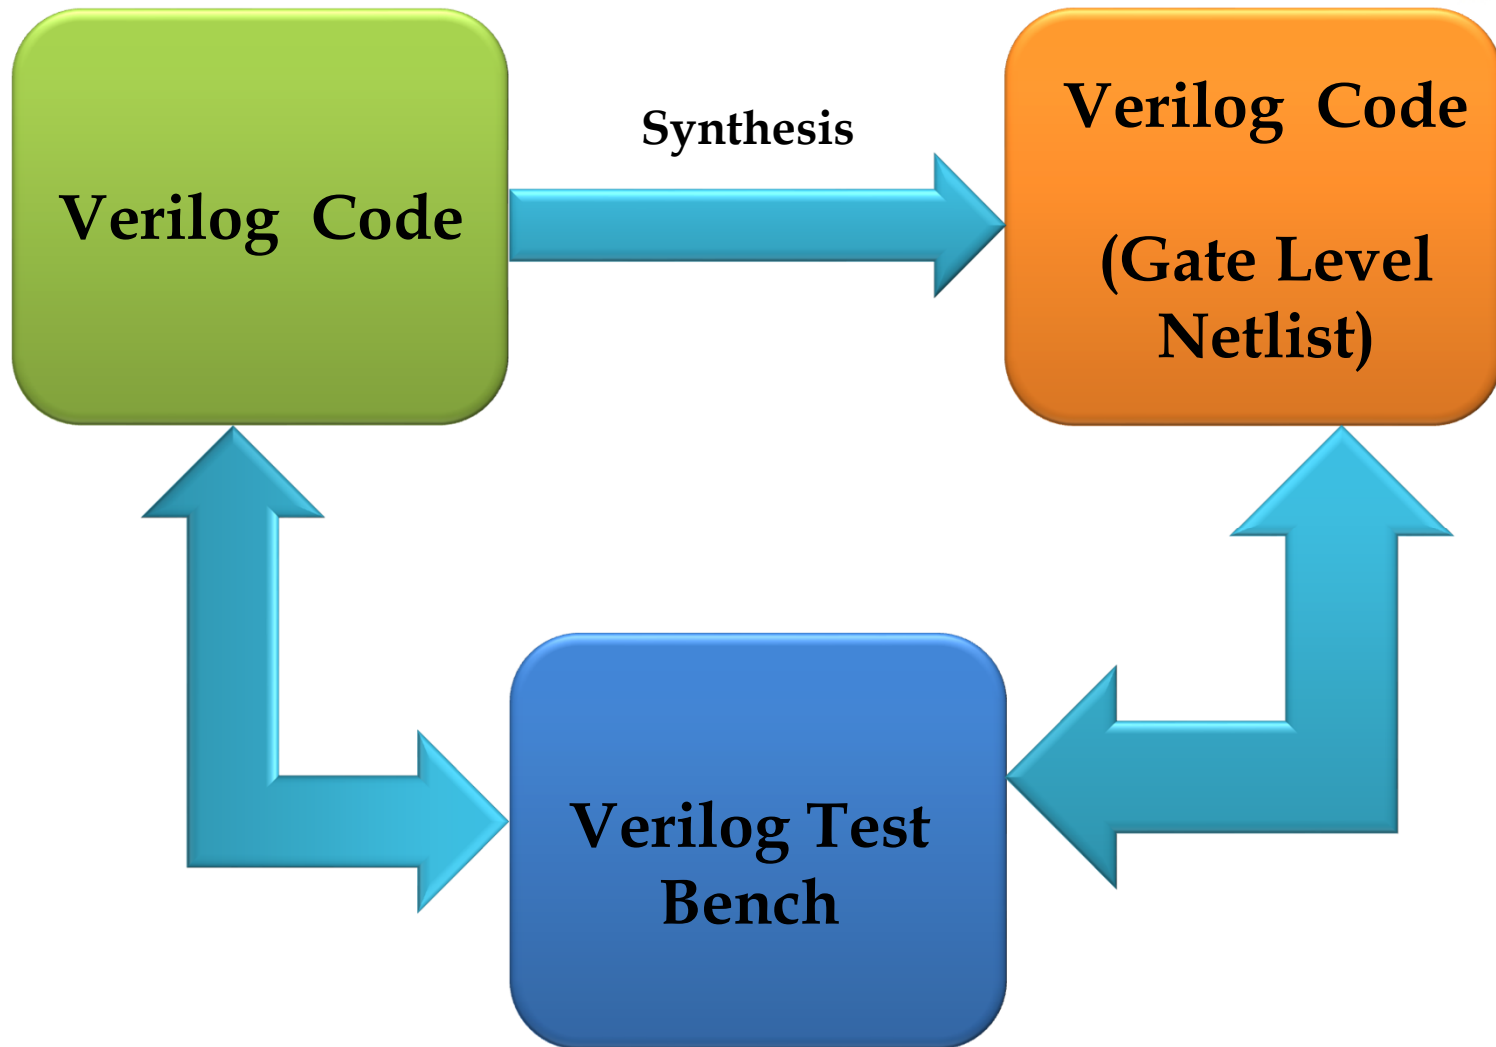 Synthesis
Verilog Code
Verilog Code
(Gate Level
Netlist)
Verilog Test
Bench